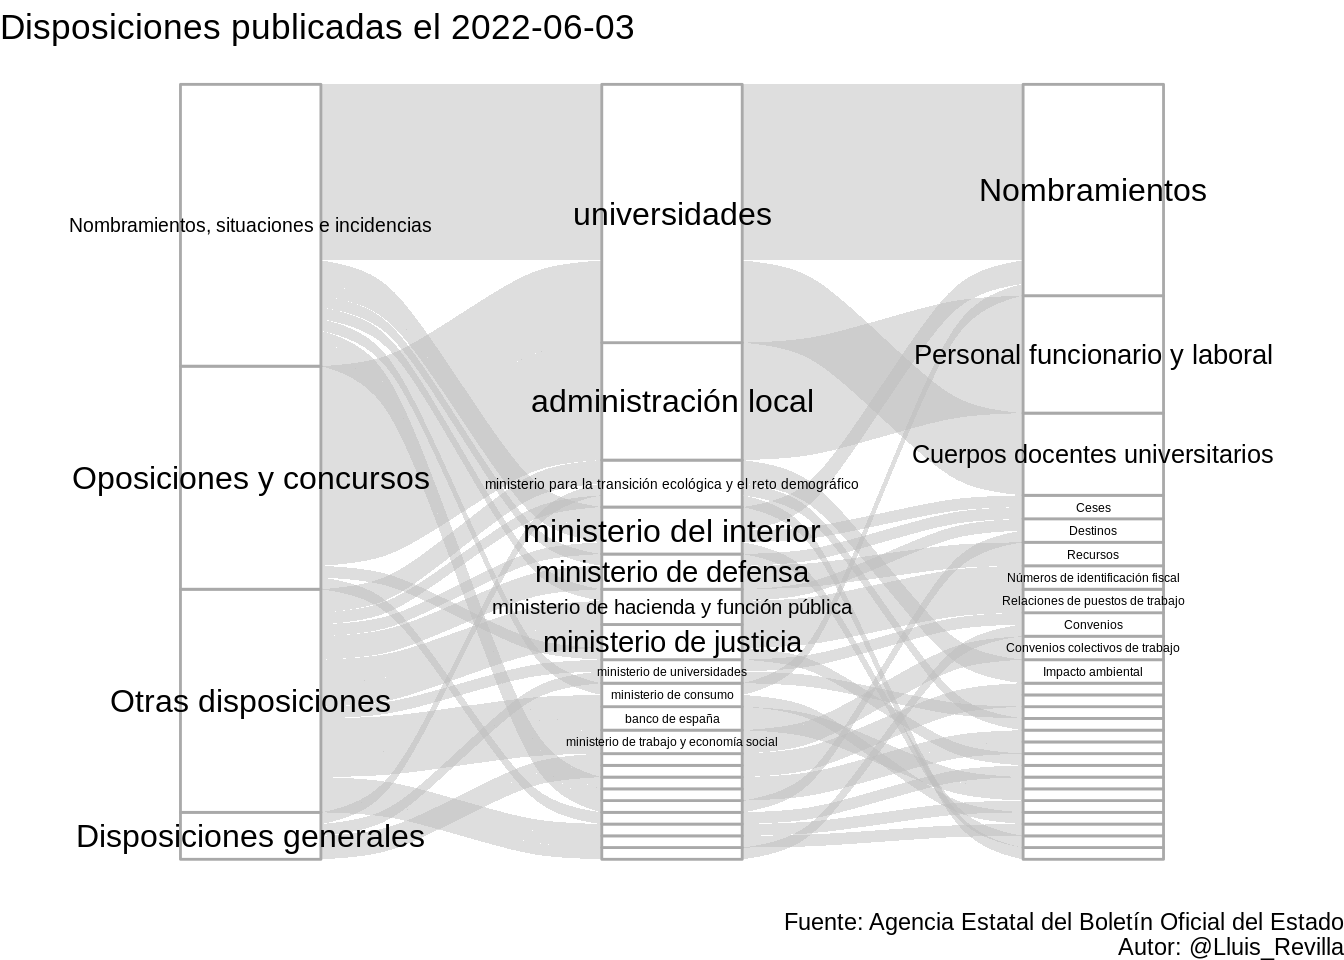 Disposiciones publicadas el 2022-06-03
Nombramientos, situaciones e incidencias
Oposiciones y concursos
Otras disposiciones
Disposiciones generales
universidades
administración local
ministerio para la transición ecológica y el reto demográfico
ministerio del interior
ministerio de defensa
ministerio de hacienda y función pública
ministerio de justicia
ministerio de universidades
ministerio de consumo
banco de españa
ministerio de trabajo y economía social
Nombramientos
Personal funcionario y laboral
Cuerpos docentes universitarios
Ceses
Destinos
Recursos
Números de identificación fiscal
Relaciones de puestos de trabajo
Convenios
Convenios colectivos de trabajo
Impacto ambiental
Fuente: Agencia Estatal del Boletín Oficial del Estado
Autor: @Lluis_Revilla